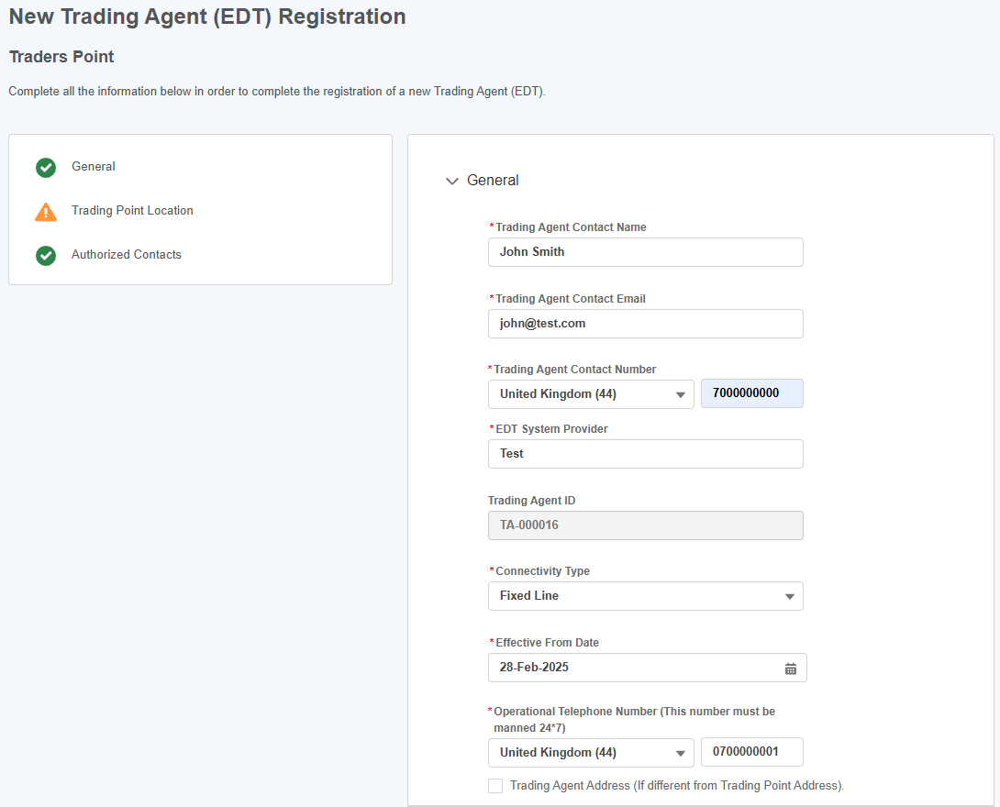 New Trading Agent (EDT) Registration
Traders Point
Complete all the information below in order to complete the registration of a new Trading Agent (EDT).
General
Trading Point Location
Authorized Contacts
General
*Trading Agent Contact Name
John Smith
*Trading Agent Contact Email
john@test.com
*Trading Agent Contact Number
United Kingdom (44) 7000000000
*EDT System Provider
Test
Trading Agent ID
TA-000016
*Connectivity Type
Fixed Line
*Effective From Date
28-Feb-2025
*Operational Telephone Number (This number must be
manned 24*7)
United Kingdom (44) 0700000001
Trading Agent Address (If different from Trading Point Address).